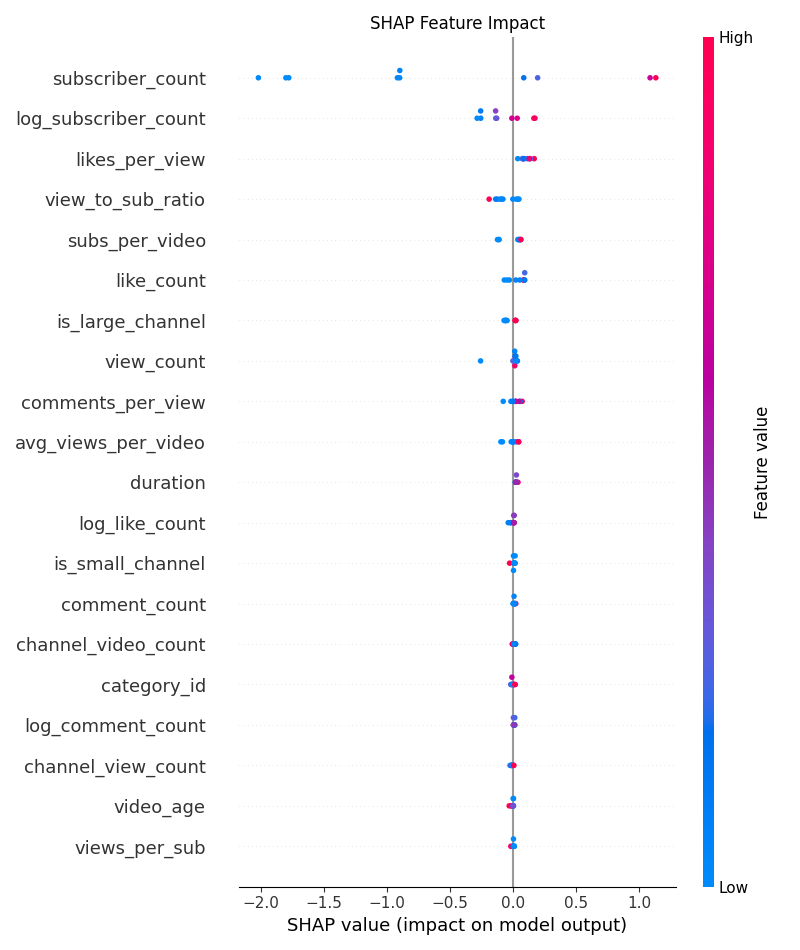 SHAP Feature Impact
High
subscriber_count
log_subscriber_count
likes_per_view
view_to_sub_ratio
subs_per_video
like_count
is_large_channel
view_count
comments_per_view
avg_views_per_video
duration
log_like_count
is_small_channel
comment_count
channel_video_count
category_id
log_comment_count
channel_view_count
video_age
views_per_sub
Feature value
Low
−2.0 −1.5 −1.0 −0.5 0.0 0.5 1.0
SHAP value (impact on model output)